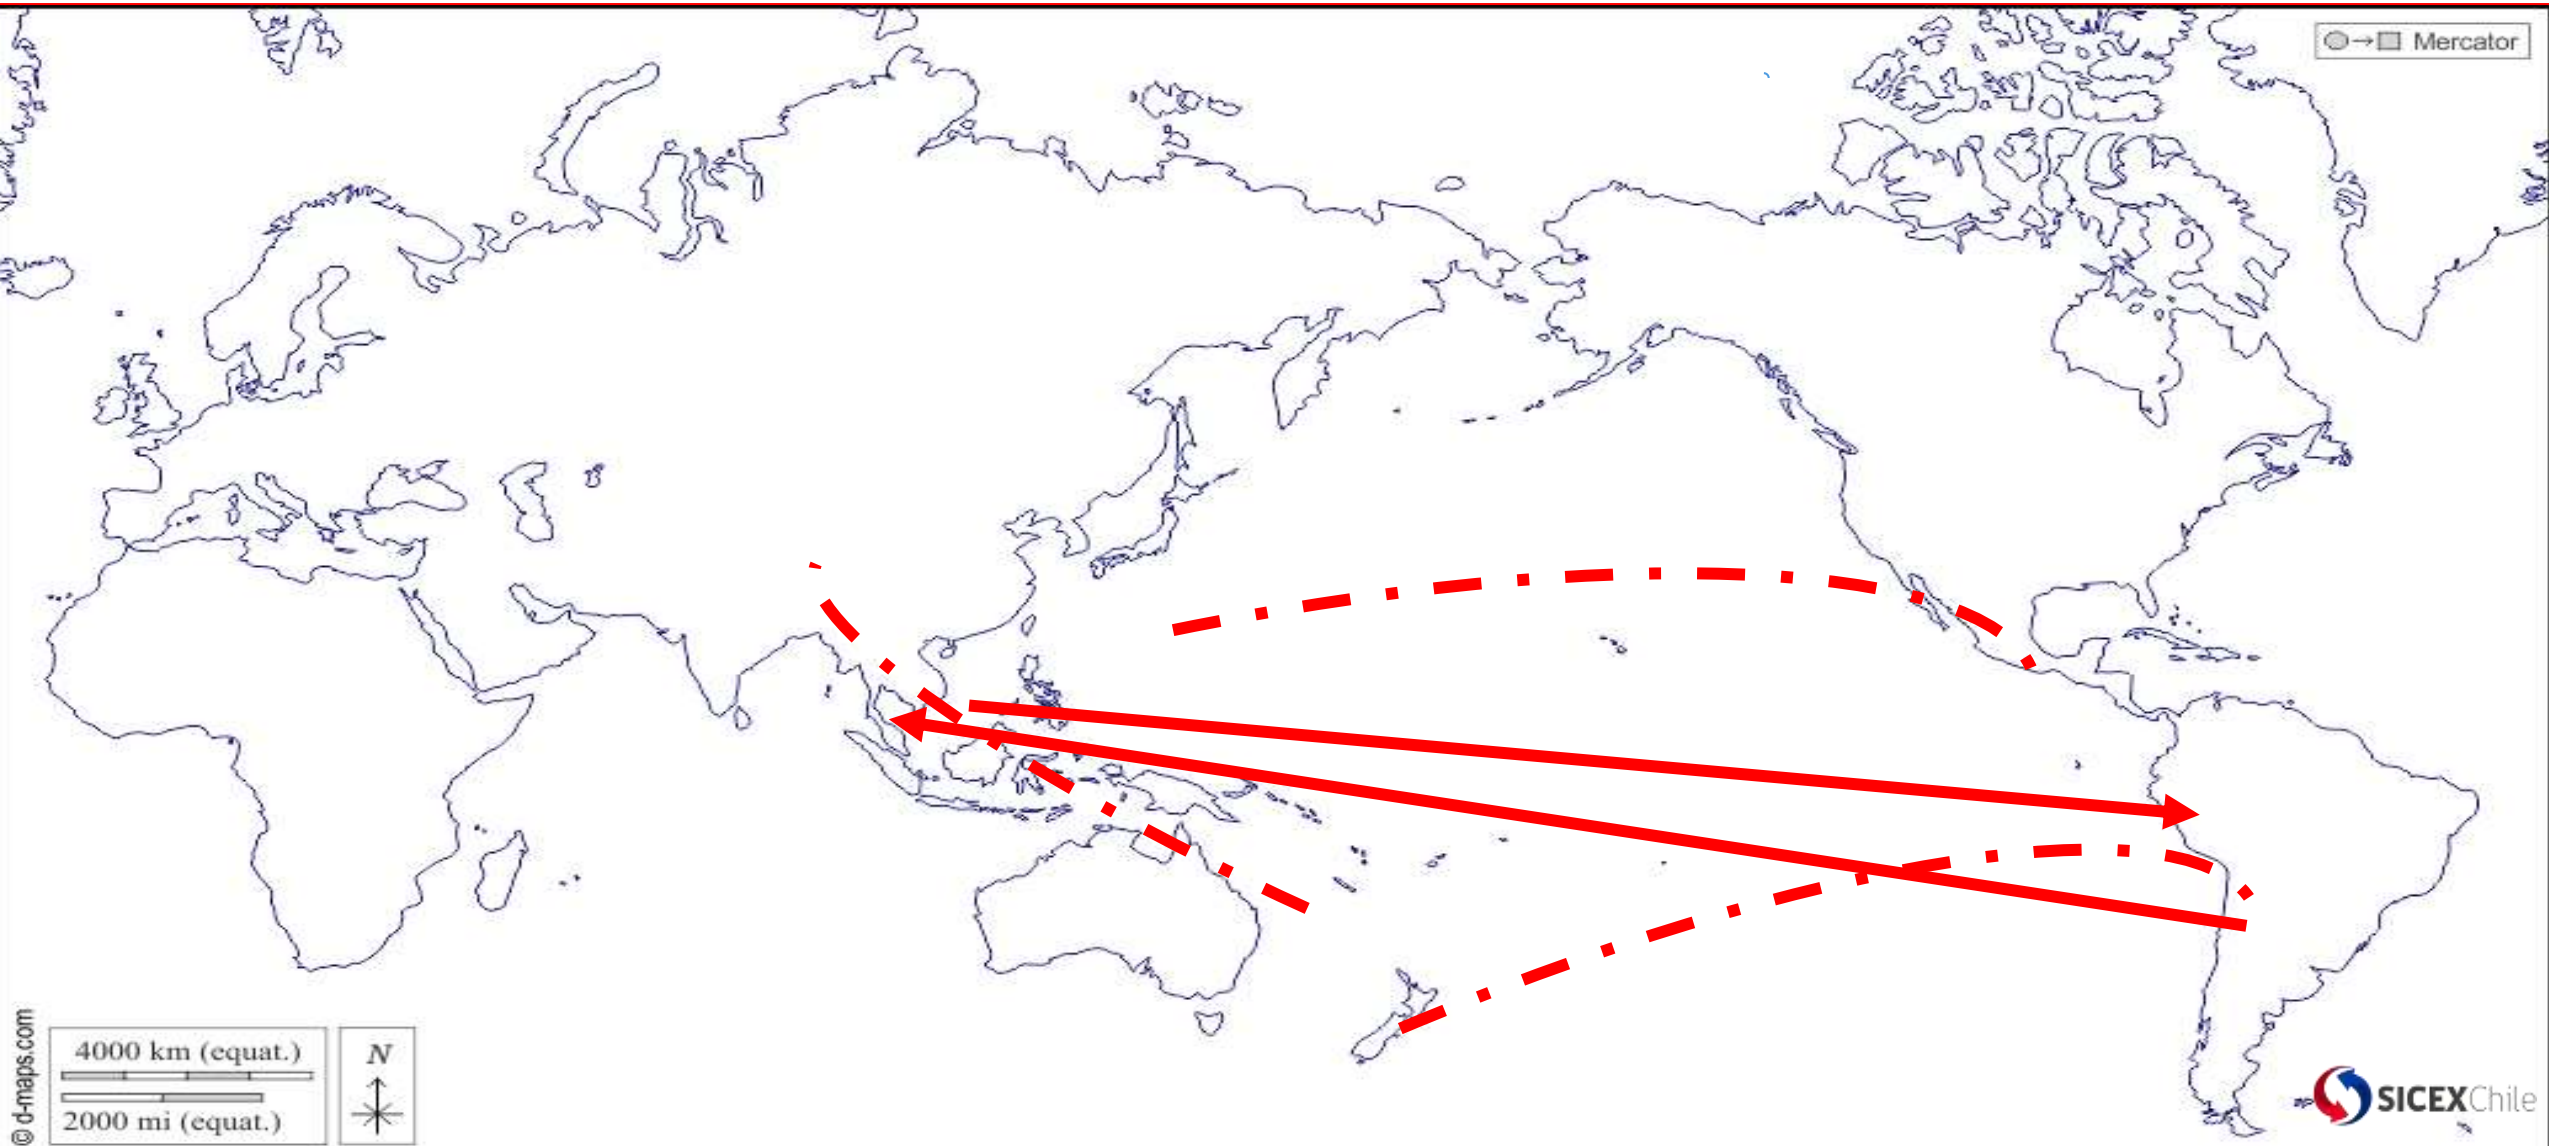 Mercator
© d-maps.com
4000 km (equat.)
2000 mi (equat.)
N
SICEXChile